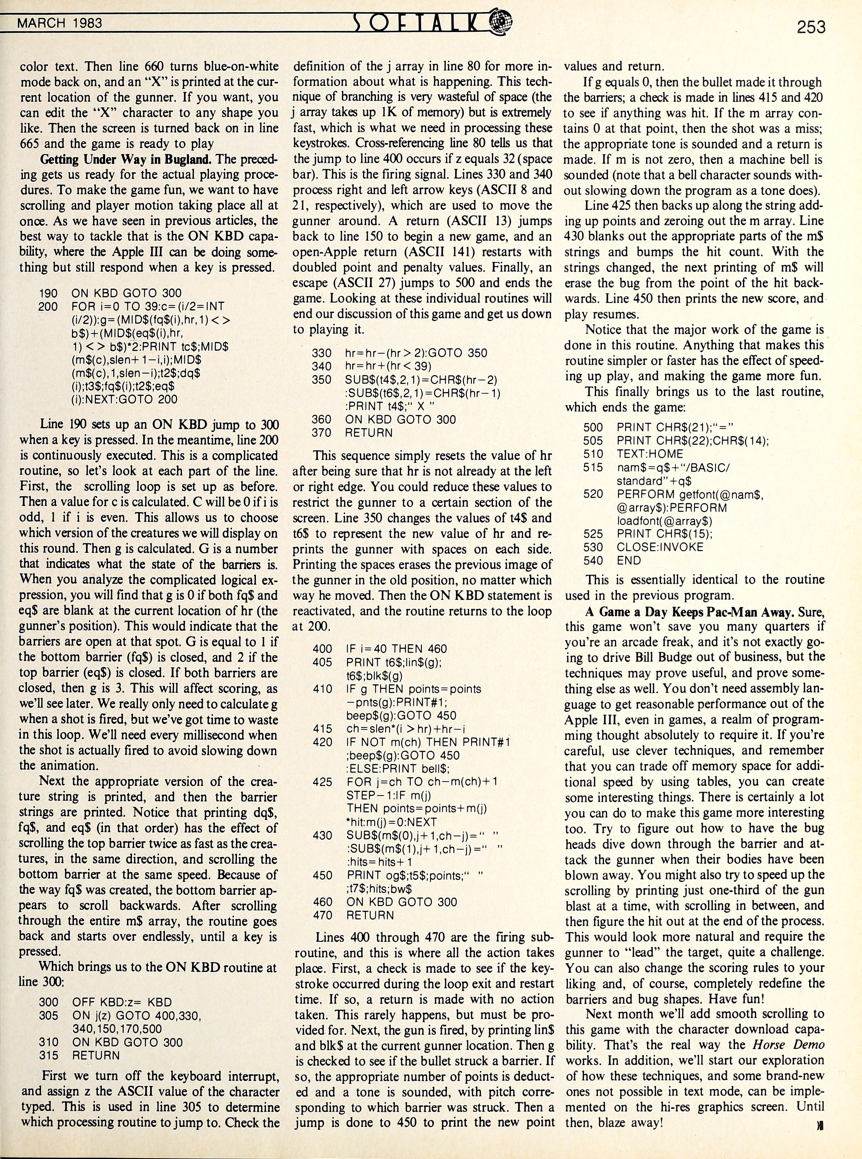 MARCH 1983
SOFTALK
253
color text. Then line 660 turns blue-on-white
mode back on, and an “X” is printed at the cur-
rent location of the gunner. If you want, you
can edit the “X” character to any shape you
like. Then the screen is turned back on in line
665 and the game is ready to play
Getting Under Way in Bugland. The preced-
ing gets us ready for the actual playing proce-
dures. To make the game fun, we want to have
scrolling and player motion taking place all at
once. As we have seen in previous articles, the
best way to tackle that is the ON KBD capa-
bility, where the Apple III can be doing some-
thing but still respond when a key is pressed.
190 ON KBD GOTO 300
200 FOR i=0 TO 39:c=(i/2=INT
(i/2)):g=(MID$(fq$(i),hr,1) < >
b$)+(MID$(eq$(i),hr,
1) < > b$)*2:PRINT tc$;MID$
(m$(c),slen+1-i,i);MID$
(m$(c),1,slen-i);t2$;dq$
(i);t3$;fq$(i);t2$;eq$
(i):NEXT:GOTO 200
Line 190 sets up an ON KBD jump to 300
when a key is pressed. In the meantime, line 200
is continuously executed. This is a complicated
routine, so let’s look at each part of the line.
First, the scrolling loop is set up as before.
Then a value for c is calculated. C will be 0 if i is
odd, 1 if i is even. This allows us to choose
which version of the creatures we will display on
this round. Then g is calculated. G is a number
that indicates what the state of the barriers is.
When you analyze the complicated logical ex-
pression, you will find that g is 0 if both fq$ and
eq$ are blank at the current location of hr (the
gunner’s position). This would indicate that the
barriers are open at that spot. G is equal to 1 if
the bottom barrier (fq$) is closed, and 2 if the
top barrier (eq$) is closed. If both barriers are
closed, then g is 3. This will affect scoring, as
we’ll see later. We really only need to calculate g
when a shot is fired, but we’ve got time to waste
in this loop. We’ll need every millisecond when
the shot is actually fired to avoid slowing down
the animation.
Next the appropriate version of the crea-
ture string is printed, and then the barrier
strings are printed. Notice that printing dq$,
fq$, and eq$ (in that order) has the effect of
scrolling the top barrier twice as fast as the crea-
tures, in the same direction, and scrolling the
bottom barrier at the same speed. Because of
the way fq$ was created, the bottom barrier ap-
pears to scroll backwards. After scrolling
through the entire m$ array, the routine goes
back and starts over endlessly, until a key is
pressed.
Which brings us to the ON KBD routine at
line 300:
300 OFF KBD:z= KBD
305 ON j(z) GOTO 400,330,
340,150,170,500
310 ON KBD GOTO 300
315 RETURN
First we turn off the keyboard interrupt,
and assign z the ASCII value of the character
typed. This is used in line 305 to determine
which processing routine to jump to. Check the
definition of the j array in line 80 for more in-
formation about what is happening. This tech-
nique of branching is very wasteful of space (the
j array takes up 1K of memory) but is extremely
fast, which is what we need in processing these
keystrokes. Cross-referencing line 80 tells us that
the jump to line 400 occurs if z equals 32 (space
bar). This is the firing signal. Lines 330 and 340
process right and left arrow keys (ASCII 8 and
21, respectively), which are used to move the
gunner around. A return (ASCII 13) jumps
back to line 150 to begin a new game, and an
open-Apple return (ASCII 141) restarts with
doubled point and penalty values. Finally, an
escape (ASCII 27) jumps to 500 and ends the
game. Looking at these individual routines will
end our discussion of this game and get us down
to playing it.
330 hr=hr-(hr > 2):GOTO 350
340 hr=hr+(hr < 39)
350 SUB$(t4$,2,1)=CHR$(hr-2)
:SUB$(t6$,2,1)=CHR$(hr-1)
:PRINT t4$;“ X ”
360 ON KBD GOTO 300
370 RETURN
This sequence simply resets the value of hr
after being sure that hr is not already at the left
or right edge. You could reduce these values to
restrict the gunner to a certain section of the
screen. Line 350 changes the values of t4$ and
t6$ to represent the new value of hr and re-
prints the gunner with spaces on each side.
Printing the spaces erases the previous image of
the gunner in the old position, no matter which
way he moved. Then the ON KBD statement is
reactivated, and the routine returns to the loop
at 200.
400 IF i=40 THEN 460
405 PRINT t6$;lin$(g);
t6$;blk$(g)
410 IF g THEN points=points
-pnts(g):PRINT#1;
beep$(g):GOTO 450
415 ch=slen*(i > hr)+hr-i
420 IF NOT m(ch) THEN PRINT#1
;beep$(g):GOTO 450
:ELSE:PRINT bell$;
425 FOR j=ch TO ch-m(ch)+1
STEP-1:IF m(j)
THEN points=points+m(j)
*hit:m(j)=0:NEXT
430 SUB$(m$(0),j+1,ch-j)=“ ”
:SUB$(m$(1),j+1,ch-j)=“ ”
:hits=hits+1
450 PRINT og$;t5$;points;“ ”
;t7$;hits;bw$
460 ON KBD GOTO 300
470 RETURN
Lines 400 through 470 are the firing sub-
routine, and this is where all the action takes
place. First, a check is made to see if the key-
stroke occurred during the loop exit and restart
time. If so, a return is made with no action
taken. This rarely happens, but must be pro-
vided for. Next, the gun is fired, by printing lin$
and blk$ at the current gunner location. Then g
is checked to see if the bullet struck a barrier. If
so, the appropriate number of points is deduct-
ed and a tone is sounded, with pitch corre-
sponding to which barrier was struck. Then a
jump is done to 450 to print the new point
values and return.
If g equals 0, then the bullet made it through
the barriers; a check is made in lines 415 and 420
to see if anything was hit. If the m array con-
tains 0 at that point, then the shot was a miss;
the appropriate tone is sounded and a return is
made. If m is not zero, then a machine bell is
sounded (note that a bell character sounds with-
out slowing down the program as a tone does).
Line 425 then backs up along the string add-
ing up points and zeroing out the m array. Line
430 blanks out the appropriate parts of the m$
strings and bumps the hit count. With the
strings changed, the next printing of m$ will
erase the bug from the point of the hit back-
wards. Line 450 then prints the new score, and
play resumes.
Notice that the major work of the game is
done in this routine. Anything that makes this
routine simpler or faster has the effect of speed-
ing up play, and making the game more fun.
This finally brings us to the last routine,
which ends the game:
500 PRINT CHR$(21);“=”
505 PRINT CHR$(22);CHR$(14);
510 TEXT:HOME
515 nam$=q$+“/BASIC/
standard”+q$
520 PERFORM getfont(@nam$,
@array$):PERFORM
loadfont(@array$)
525 PRINT CHR$(15);
530 CLOSE:INVOKE
540 END
This is essentially identical to the routine
used in the previous program.
A Game a Day Keeps Pac-Man Away. Sure,
this game won’t save you many quarters if
you’re an arcade freak, and it’s not exactly go-
ing to drive Bill Budge out of business, but the
techniques may prove useful, and prove some-
thing else as well. You don’t need assembly lan-
guage to get reasonable performance out of the
Apple III, even in games, a realm of program-
ming thought absolutely to require it. If you’re
careful, use clever techniques, and remember
that you can trade off memory space for addi-
tional speed by using tables, you can create
some interesting things. There is certainly a lot
you can do to make this game more interesting
too. Try to figure out how to have the bug
heads dive down through the barrier and at-
tack the gunner when their bodies have been
blown away. You might also try to speed up the
scrolling by printing just one-third of the gun
blast at a time, with scrolling in between, and
then figure the hit out at the end of the process.
This would look more natural and require the
gunner to “lead” the target, quite a challenge.
You can also change the scoring rules to your
liking and, of course, completely redefine the
barriers and bug shapes. Have fun!
Next month we’ll add smooth scrolling to
this game with the character download capa-
bility. That’s the real way the Horse Demo
works. In addition, we’ll start our exploration
of how these techniques, and some brand-new
ones not possible in text mode, can be imple-
mented on the hi-res graphics screen. Until
then, blaze away!